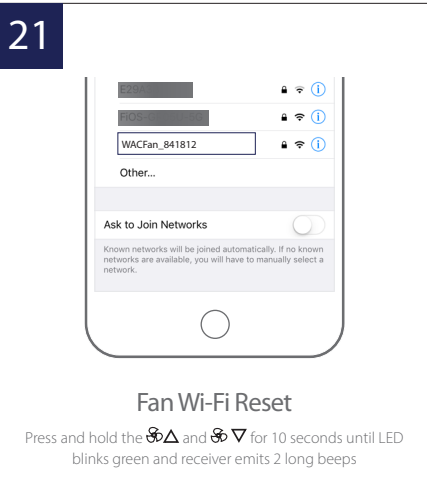 21
WACFan_841812
Other...
Ask to Join Networks
Known networks will be joined automatically. If no known
networks are available, you will have to manually select a
network.
Fan Wi-Fi Reset
Press and hold the and for 10 seconds until LED
blinks green and receiver emits 2 long beeps